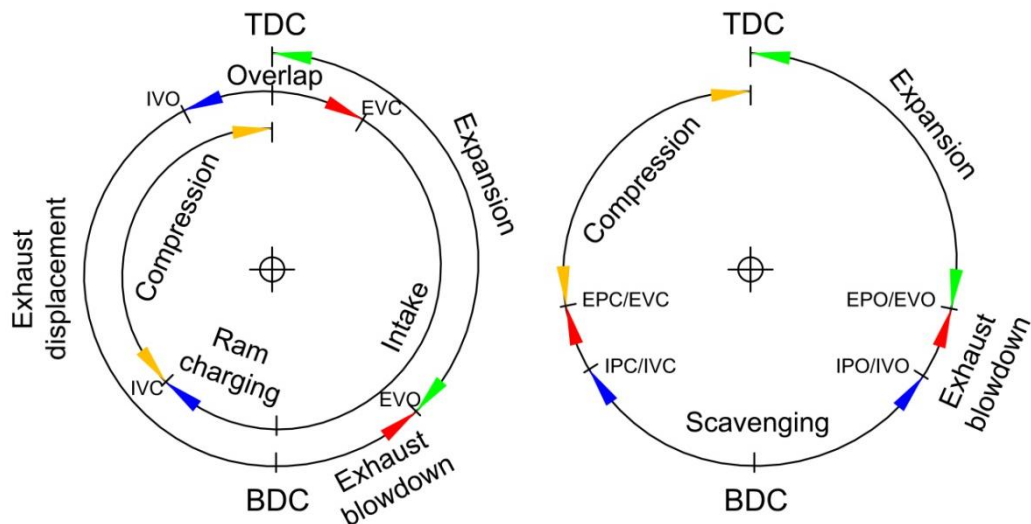 TDC
Overlap
IVO
EVC
Expansion
Compression
Exhaust
displacement
Intake
Ram
charging
IVC
EVO
Exhaust
blowdown
BDC
TDC
Expansion
Compression
EPC/EVC
EPO/EVO
IPC/IVC
IPO/IVO
Exhaust
blowdown
Scavenging
BDC